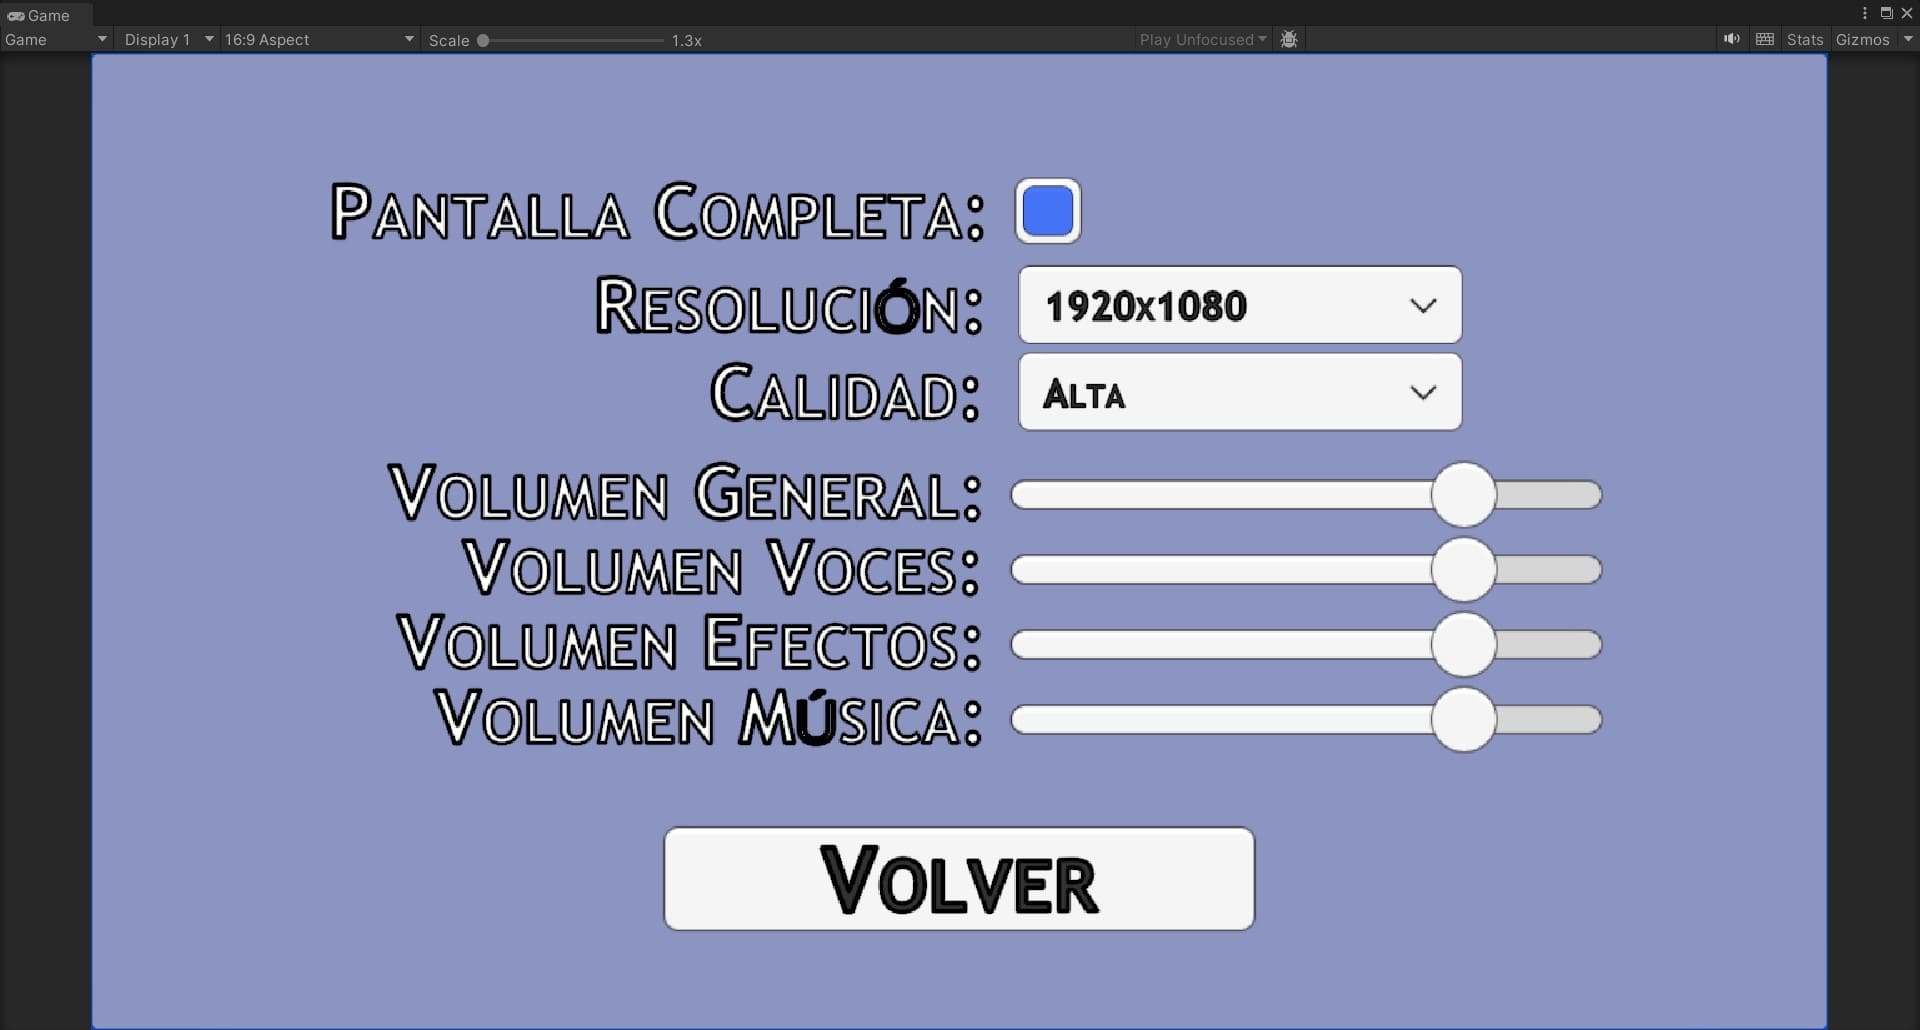 Game
Game Display 1 16:9 Aspect Scale 1.3x Play Unfocused Stats Gizmos
Pantalla Completa:
Resolución: 1920x1080
Calidad: Alta
Volumen General:
Volumen Voces:
Volumen Efectos:
Volumen Música:
Volver